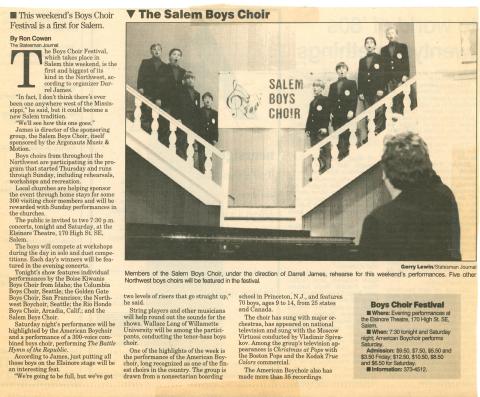 ■ This weekend's Boys Choir
Festival is a first for Salem.
By Ron Cowan
The Statesman Journal
The Boys Choir Festival,
which takes place in
Salem this weekend, is the
first and biggest of its
kind in the Northwest, ac-
cording to organizer Dar-
rel James.
"In fact, I don't think there's ever
been one anywhere west of the Missis-
sippi," he said, but it could become a
new Salem tradition.
"We'll see how this one goes."
James is director of the sponsoring
group, the Salem Boys Choir, itself
sponsored by the Argonauts Music &
Motion.
Boys choirs from throughout the
Northwest are participating in the pro-
gram that started Thursday and runs
through Sunday, including rehearsals,
workshops and recreation.
Local churches are helping sponsor
the event through home stays for some
300 visiting choir members and will be
rewarded with Sunday performances in
the churches.
The public is invited to two 7:30 p.m.
concerts, tonight and Saturday, at the
Elsinore Theatre, 170 High St. SE,
Salem.
The boys will compete at workshops
during the day in solo and duet compe-
titions. Each day's winners will be fea-
tured in the evening concerts.
Tonight's show features individual
performances by the Boise Kiwanis
Boys Choir from Idaho; the Columbia
Boys Choir, Seattle; the Golden Gate
Boys Choir, San Francisco; the North-
west Boychoir, Seattle; the Rio Hondo
Boys Choir, Arcadia, Calif.; and the
Salem Boys Choir.
Saturday night's performance will be
highlighted by the American Boychoir
and a performance of a 300-voice com-
bined boys choir, performing The Battle
Hymn of the Republic.
According to James, just putting all
those boys on the Elsinore stage will be
an interesting feat.
"We're going to be full, but we've got
▼ The Salem Boys Choir
SALEM
BOYS
CHOIR
Gerry Lewin/Statesman Journal
Members of the Salem Boys Choir, under the direction of Darrell James, rehearse for this weekend's performances. Five other
Northwest boys choirs will be featured in the festival.
two levels of risers that go straight up,"
he said.
String players and other musicians
will help round out the sounds for the
shows. Wallace Long of Willamette
University will be among the partici-
pants, conducting the tenor-bass boys
choir.
One of the highlights of the week is
the performance of the American Boy-
choir, long recognized as one of the fin-
est choirs in the country. The group is
drawn from a nonsectarian boarding
school in Princeton, N.J., and features
70 boys, ages 9 to 14, from 25 states
and Canada.
The choir has sung with major or-
chestras, has appeared on national
television and sung with the Moscow
Virtuosi conducted by Vladimir Spiva-
kov. Among the group's television ap-
pearances is Christmas at Pops with
the Boston Pops and the Kodak True
Colors commercial.
The American Boychoir also has
made more than 35 recordings
Boys Choir Festival
■ Where: Evening performances at
the Elsinore Theatre, 170 High St. SE,
Salem.
■ When: 7:30 tonight and Saturday
night; American Boychoir performs
Saturday.
Admission: $9.50, $7.50, $5.50 and
$3.50 Friday; $12.50, $10.50, $8.50
and $6.50 for Saturday.
■ Information: 373-4512.